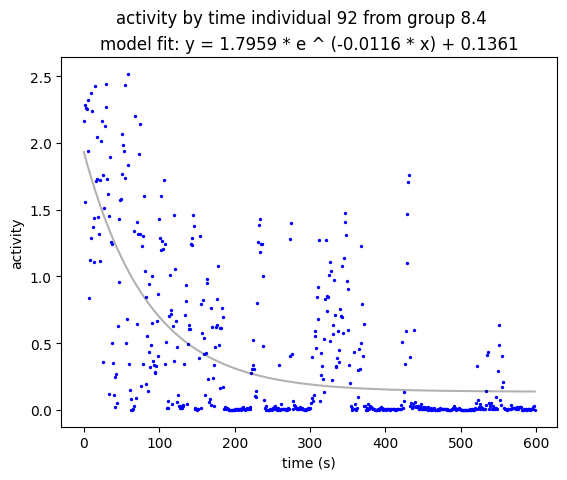 activity by time individual 92 from group 8.4
model fit: y = 1.7959 * e ^ (-0.0116 * x) + 0.1361
2.5
2.0
1.5
1.0
0.5
0.0
activity
0 100 200 300 400 500 600
time (s)